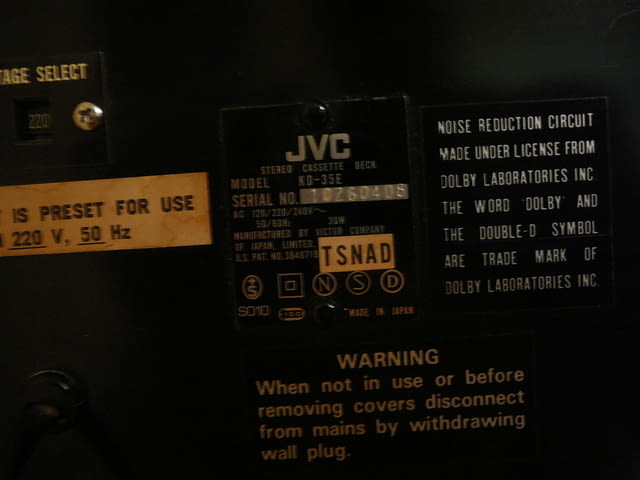 TAGE SELECT
220
T IS PRESET FOR USE
220 V, 50 Hz
JVC
STEREO CASSETTE DECK
MODEL KD-35E
SERIAL NO.
AC 120/220/240V~
50/60Hz 30W
MANUFACTURED BY VICTOR COMPANY
OF JAPAN, LIMITED.
U.S. PAT. NO. 3846719
TSNAD
S N S D
SO10
MADE IN JAPAN
NOISE REDUCTION CIRCUIT
MADE UNDER LICENSE FROM
DOLBY LABORATORIES INC
THE WORD 'DOLBY' AND
THE DOUBLE-D SYMBOL
ARE TRADE MARK OF
DOLBY LABORATORIES INC.
WARNING
When not in use or before
removing covers disconnect
from mains by withdrawing
wall plug.